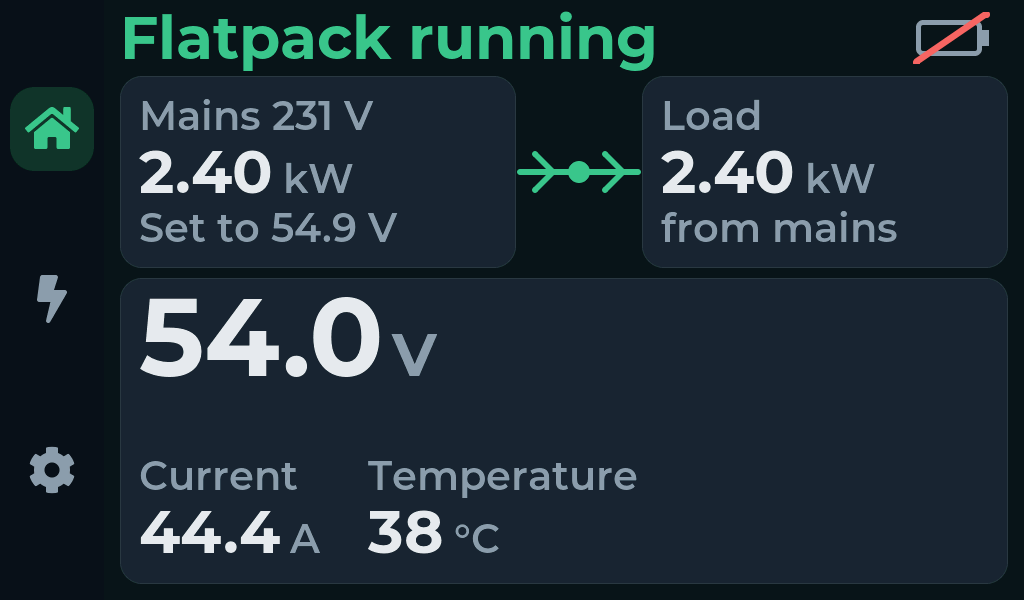 Flatpack running
Mains 231 V
2.40 kW
Set to 54.9 V
Load
2.40 kW
from mains
54.0 V
Current
44.4 A
Temperature
38 °C